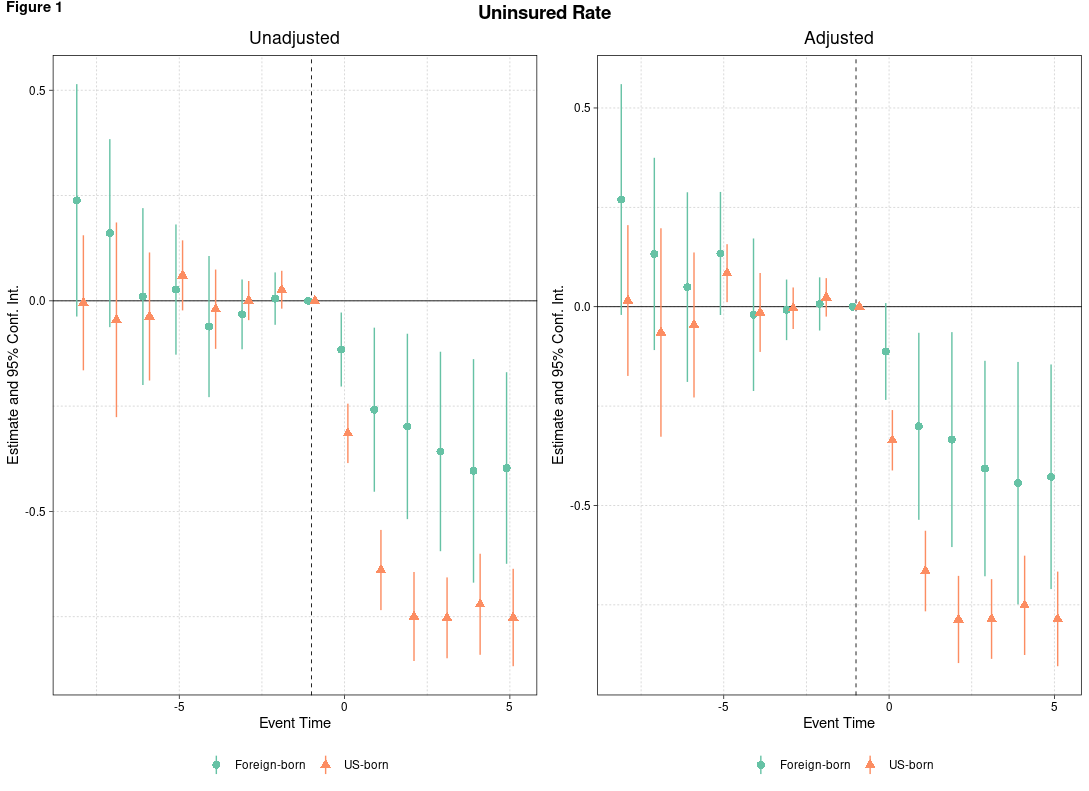 Figure 1
Uninsured Rate
Unadjusted
Adjusted
Estimate and 95% Conf. Int.
0.5
0.0
-0.5
-5
0
5
Event Time
Foreign-born
US-born
Estimate and 95% Conf. Int.
0.5
0.0
-0.5
-5
0
5
Event Time
Foreign-born
US-born